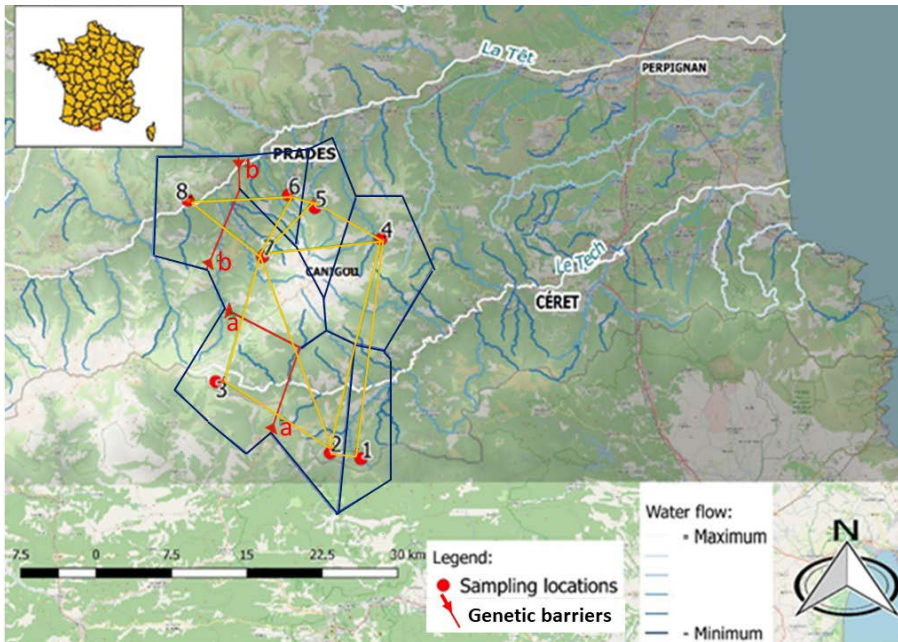 La Têt
PERPIGNAN
PRADES
b
8
6
5
4
b
7
CANIGOU
Le Tech
CÉRET
a
3
a
2
1
Water flow:
- Maximum
- Minimum
N
7.5 0 7.5 15 22.5 30 km
Legend:
Sampling locations
Genetic barriers